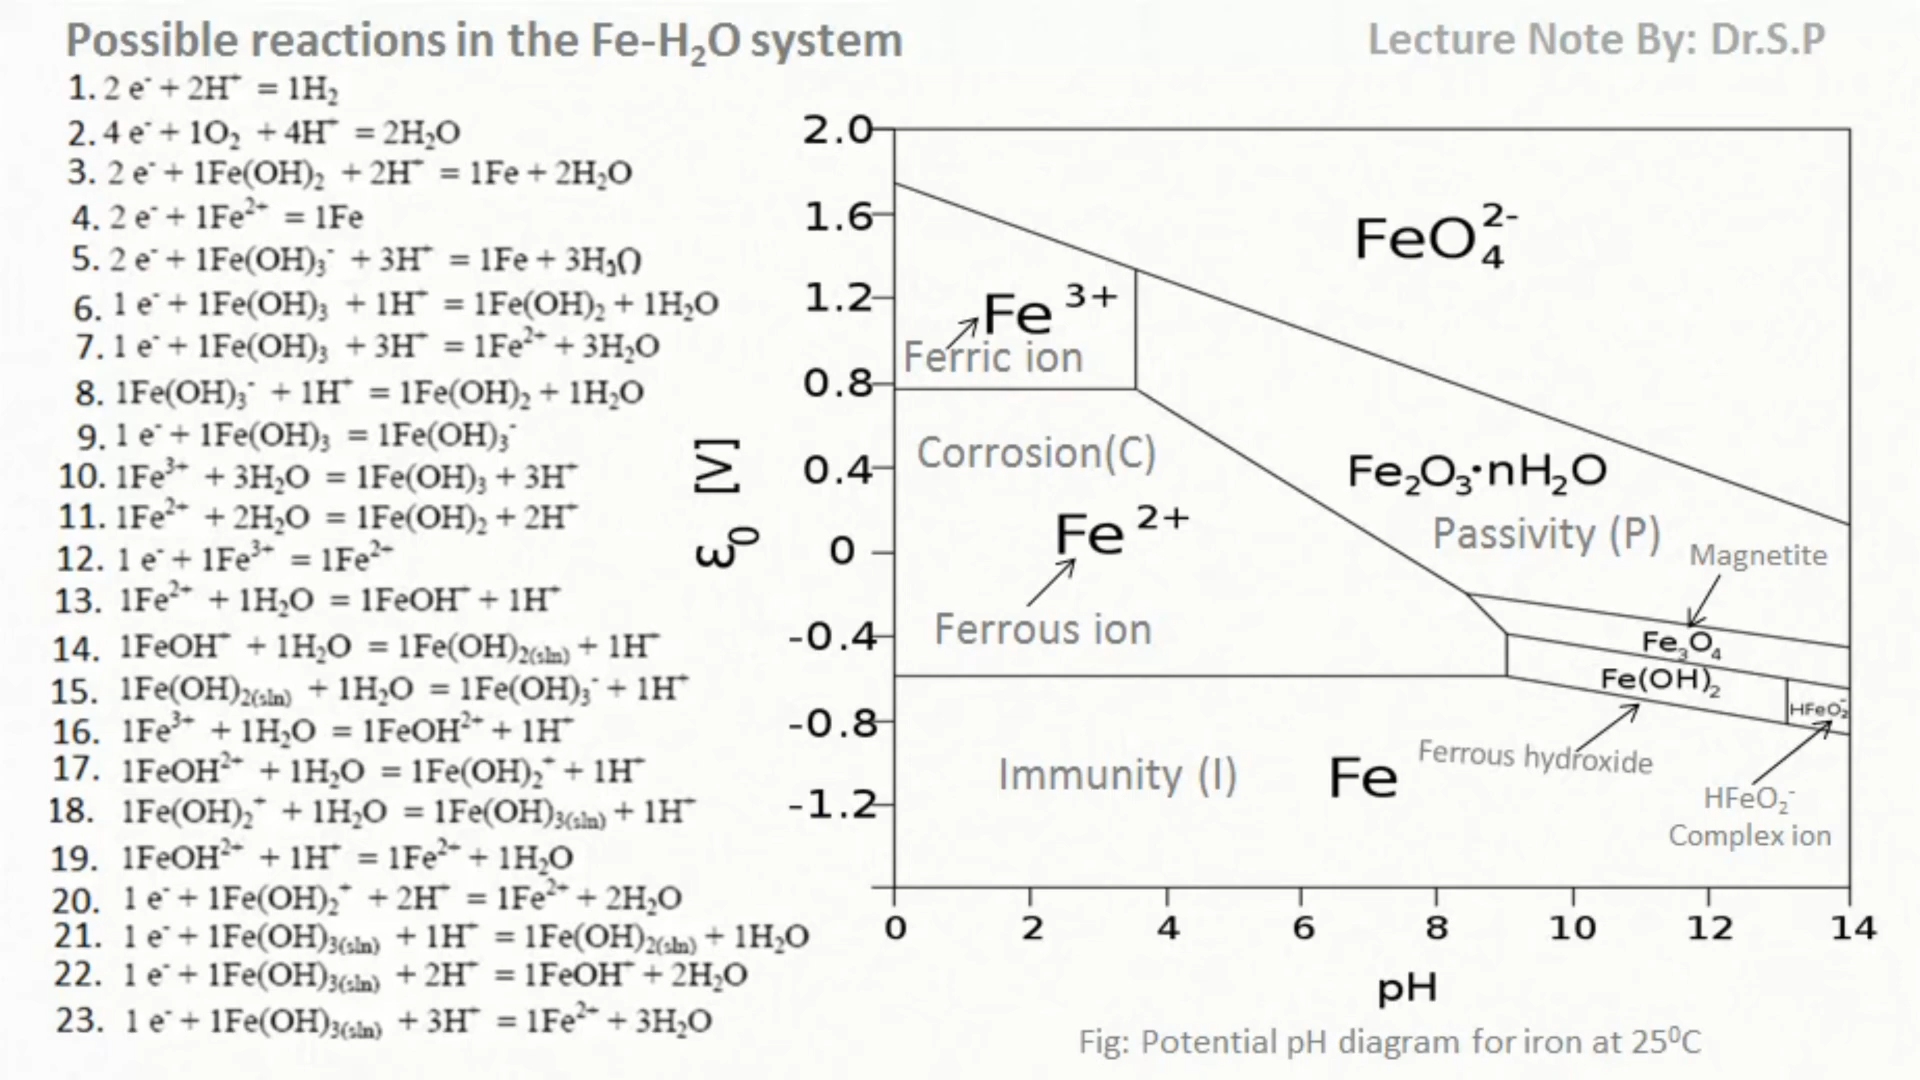 Possible reactions in the Fe-H₂O system
Lecture Note By: Dr.S.P
1. 2 e⁻ + 2H⁺ = 1H₂
2. 4 e⁻ + 1O₂ + 4H⁺ = 2H₂O
3. 2 e⁻ + 1Fe(OH)₂ + 2H⁺ = 1Fe + 2H₂O
4. 2 e⁻ + 1Fe²⁺ = 1Fe
5. 2 e⁻ + 1Fe(OH)₃⁻ + 3H⁺ = 1Fe + 3H₂O
6. 1 e⁻ + 1Fe(OH)₃ + 1H⁺ = 1Fe(OH)₂ + 1H₂O
7. 1 e⁻ + 1Fe(OH)₃ + 3H⁺ = 1Fe²⁺ + 3H₂O
8. 1Fe(OH)₃⁻ + 1H⁺ = 1Fe(OH)₂ + 1H₂O
9. 1 e⁻ + 1Fe(OH)₃ = 1Fe(OH)₃⁻
10. 1Fe³⁺ + 3H₂O = 1Fe(OH)₃ + 3H⁺
11. 1Fe²⁺ + 2H₂O = 1Fe(OH)₂ + 2H⁺
12. 1 e⁻ + 1Fe³⁺ = 1Fe²⁺
13. 1Fe²⁺ + 1H₂O = 1FeOH⁺ + 1H⁺
14. 1FeOH⁺ + 1H₂O = 1Fe(OH)₂(sln) + 1H⁺
15. 1Fe(OH)₂(sln) + 1H₂O = 1Fe(OH)₃⁻ + 1H⁺
16. 1Fe³⁺ + 1H₂O = 1FeOH²⁺ + 1H⁺
17. 1FeOH²⁺ + 1H₂O = 1Fe(OH)₂⁺ + 1H⁺
18. 1Fe(OH)₂⁺ + 1H₂O = 1Fe(OH)₃(sln) + 1H⁺
19. 1FeOH²⁺ + 1H⁺ = 1Fe²⁺ + 1H₂O
20. 1 e⁻ + 1Fe(OH)₂⁺ + 2H⁺ = 1Fe²⁺ + 2H₂O
21. 1 e⁻ + 1Fe(OH)₃(sln) + 1H⁺ = 1Fe(OH)₂(sln) + 1H₂O
22. 1 e⁻ + 1Fe(OH)₃(sln) + 2H⁺ = 1FeOH⁺ + 2H₂O
23. 1 e⁻ + 1Fe(OH)₃(sln) + 3H⁺ = 1Fe²⁺ + 3H₂O
ε₀ [V]
2.0
1.6
1.2
0.8
0.4
0
-0.4
-0.8
-1.2
FeO₄²⁻
Fe³⁺
Ferric ion
Corrosion(C)
Fe₂O₃·nH₂O
Passivity (P)
Fe²⁺
Magnetite
Ferrous ion
Fe₃O₄
Fe(OH)₂
HFeO₂⁻
Ferrous hydroxide
Immunity (I)
Fe
HFeO₂⁻
Complex ion
0 2 4 6 8 10 12 14
pH
Fig: Potential pH diagram for iron at 25⁰C